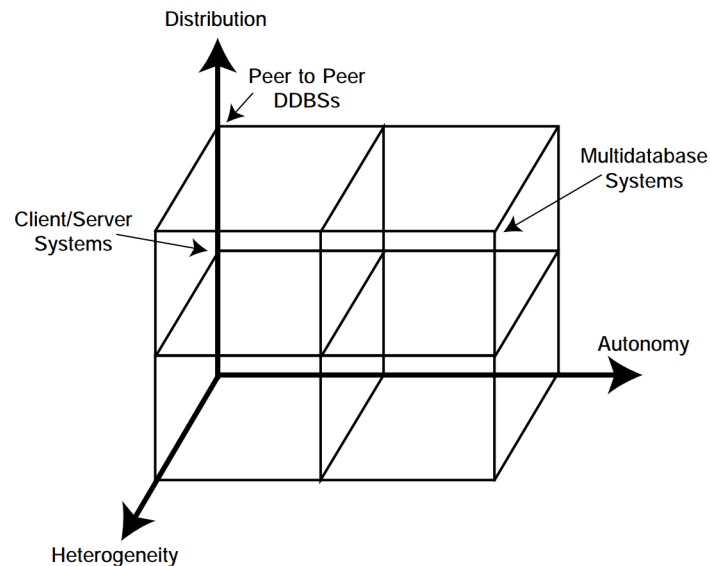 Distribution
Peer to Peer
DDBSs
Multidatabase
Systems
Client/Server
Systems
Autonomy
Heterogeneity